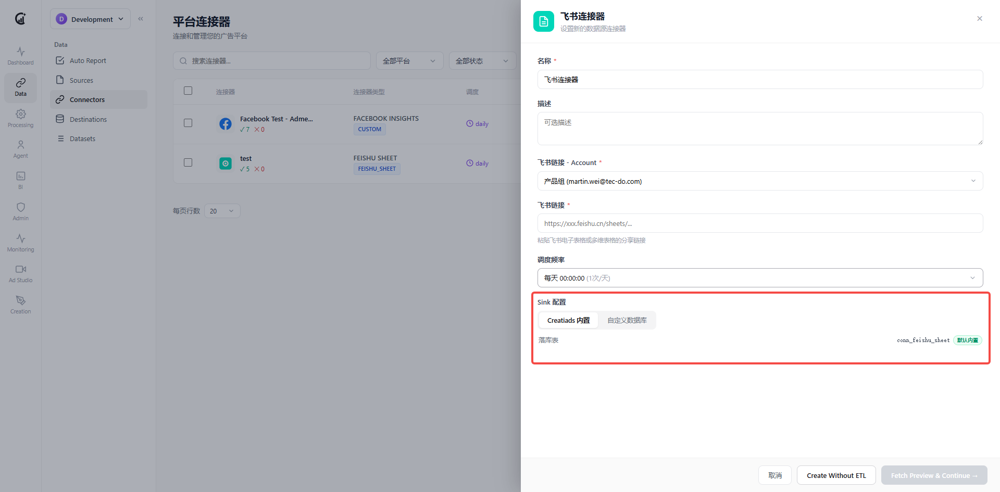 Dashboard
Data
Processing
Agent
BI
Admin
Monitoring
Ad Studio
Creation
D Development
Data
Auto Report
Sources
Connectors
Destinations
Datasets
平台连接器
连接和管理您的广告平台
搜索连接器...
全部平台
全部状态
连接器 连接器类型 调度
Facebook Test - Adme... FACEBOOK INSIGHTS daily
✓ 7 ✕ 0 CUSTOM
test FEISHU SHEET daily
✓ 5 ✕ 0 FEISHU_SHEET
每页行数 20
飞书连接器
设置新的数据源连接器
名称 *
飞书连接器
描述
可选描述
飞书链接 - Account *
产品组 (martin.wei@tec-do.com)
飞书链接 *
https://xxx.feishu.cn/sheets/...
粘贴飞书电子表格或多维表格的分享链接
调度频率
每天 00:00:00 (1次/天)
Sink 配置
Creatiads 内置 自定义数据库
落库表 conn_feishu_sheet 默认内置
取消 Create Without ETL Fetch Preview & Continue →